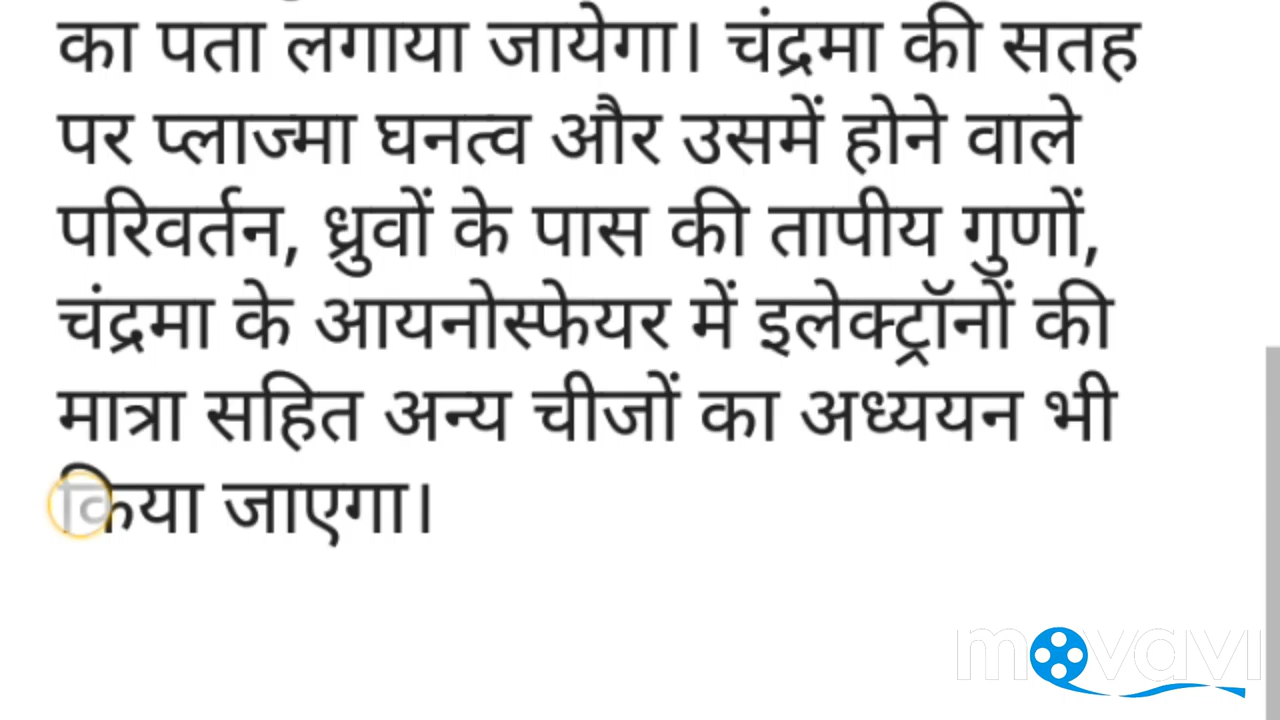 का पता लगाया जायेगा। चंद्रमा की सतह
पर प्लाज्मा घनत्व और उसमें होने वाले
परिवर्तन, ध्रुवों के पास की तापीय गुणों,
चंद्रमा के आयनोस्फेयर में इलेक्ट्रॉनों की
मात्रा सहित अन्य चीजों का अध्ययन भी
किया जाएगा।
movavi